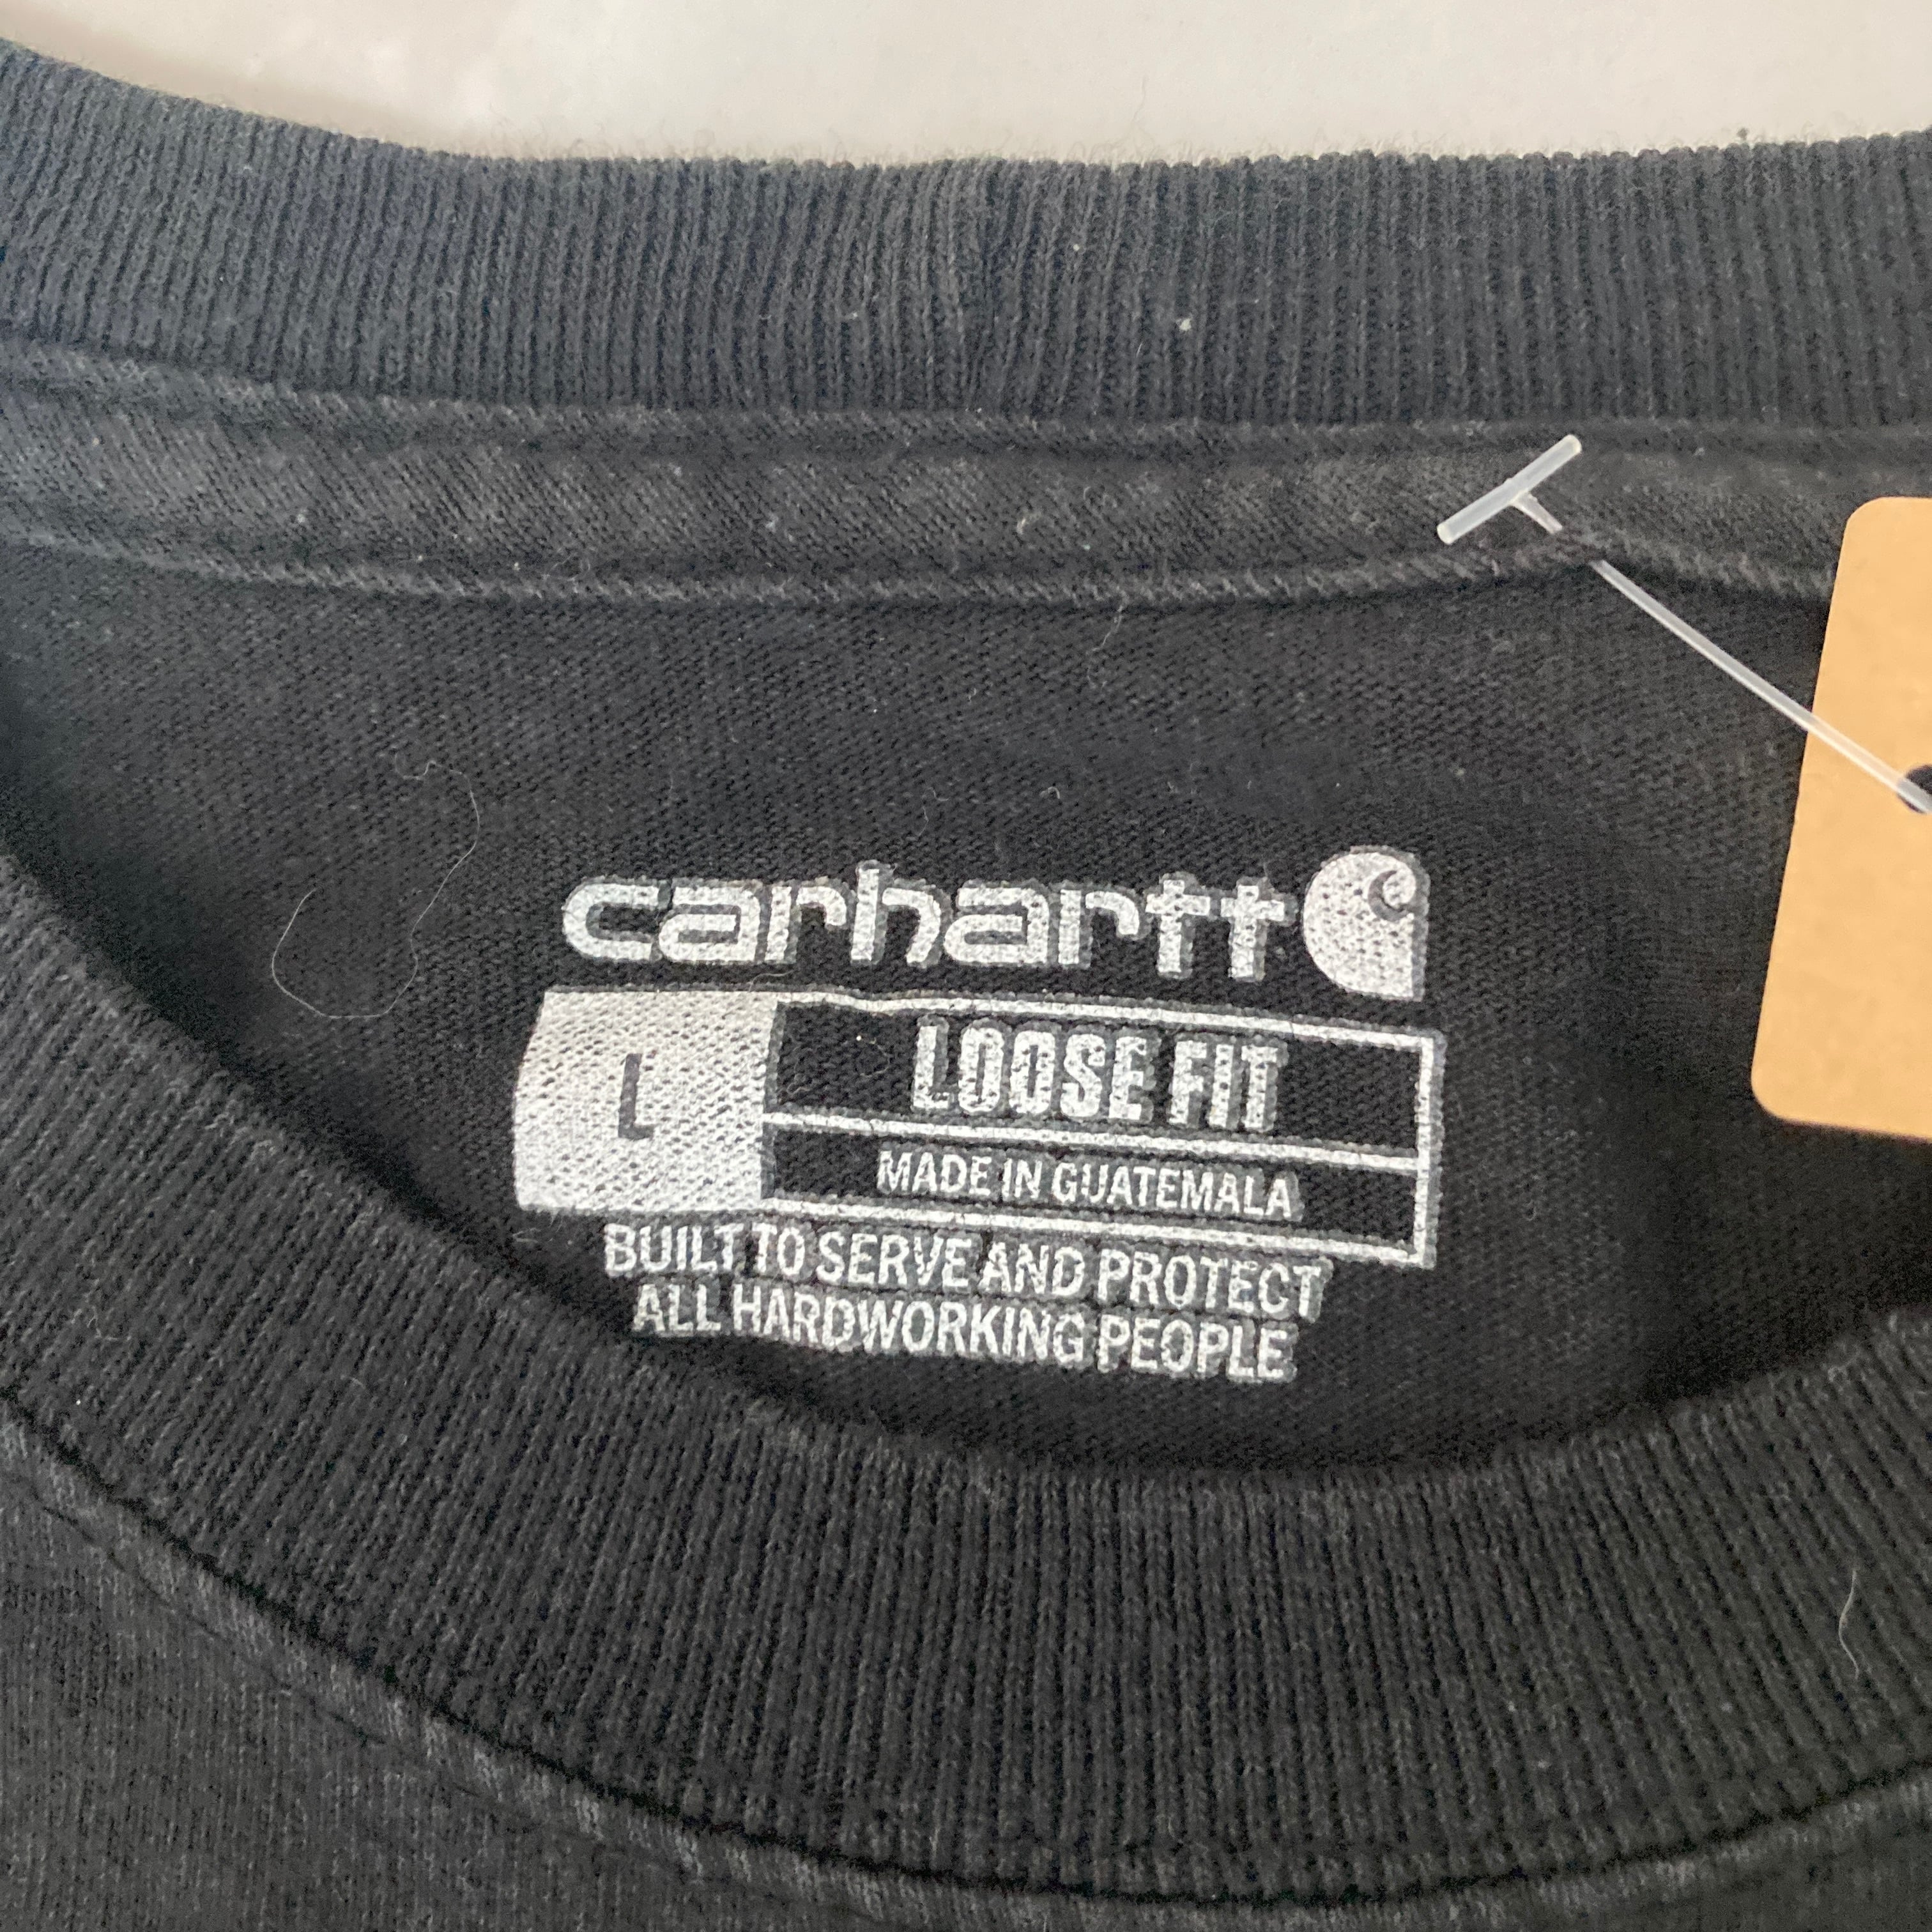 carhartt
L
LOOSE FIT
MADE IN GUATEMALA
BUILT TO SERVE AND PROTECT
ALL HARDWORKING PEOPLE